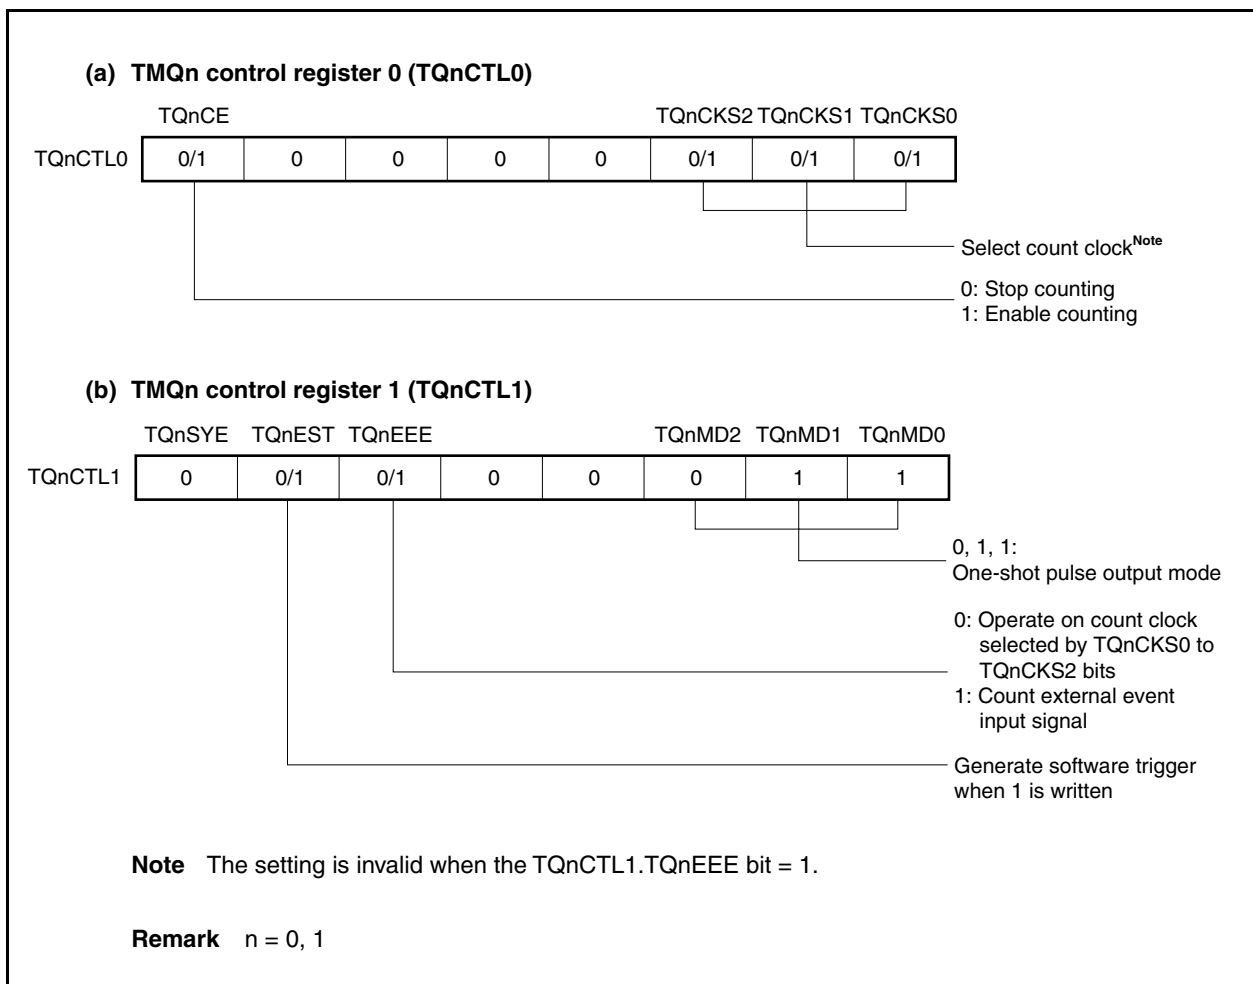 (a) TMQn control register 0 (TQnCTL0)
TQnCE TQnCKS2 TQnCKS1 TQnCKS0
TQnCTL0 0/1 0 0 0 0 0/1 0/1 0/1
Select count clockNote
0: Stop counting
1: Enable counting
(b) TMQn control register 1 (TQnCTL1)
TQnSYE TQnEST TQnEEE TQnMD2 TQnMD1 TQnMD0
TQnCTL1 0 0/1 0/1 0 0 0 1 1
0, 1, 1:
One-shot pulse output mode
0: Operate on count clock
selected by TQnCKS0 to
TQnCKS2 bits
1: Count external event
input signal
Generate software trigger
when 1 is written
Note The setting is invalid when the TQnCTL1.TQnEEE bit = 1.
Remark n = 0, 1